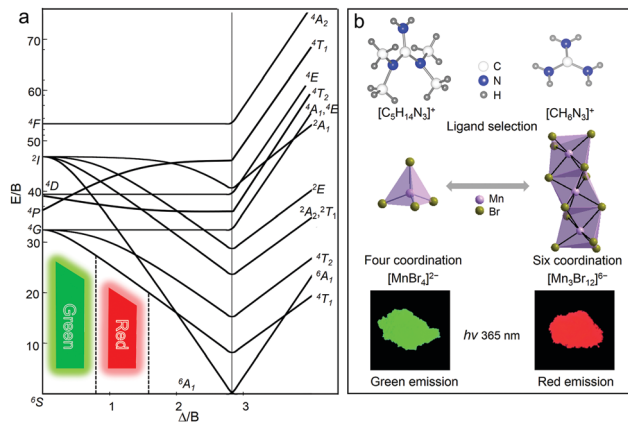 a
70
60
50
40
30
20
10
E/B
⁴F
²I
⁴D
⁴P
⁴G
⁶S
⁴A₂
⁴T₁
⁴E
⁴T₂
⁴A₁,⁴E
²A₁
²E
²A₂,²T₁
⁴T₂
⁶A₁
⁴T₁
Green
Red
⁶A₁
1
2
3
Δ/B
b
C
N
H
[C₅H₁₄N₃]⁺
[CH₆N₃]⁺
Ligand selection
Mn
Br
Four coordination
Six coordination
[MnBr₄]²⁻
[Mn₃Br₁₂]⁶⁻
hv 365 nm
Green emission
Red emission